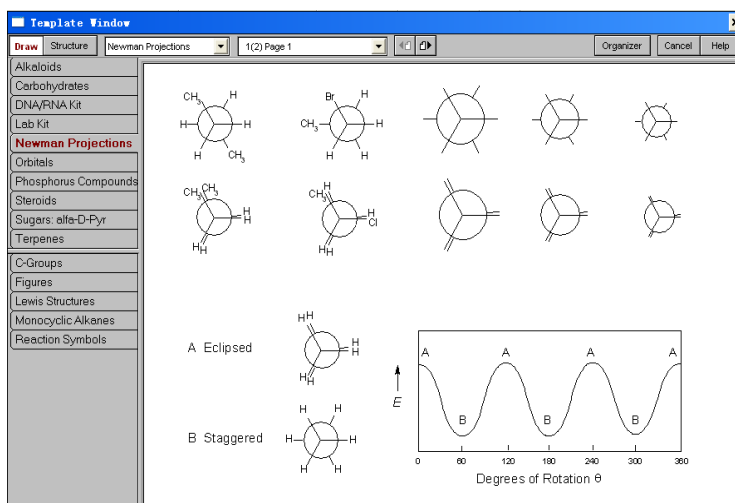 Template Window
Draw Structure Newman Projections 1(2) Page 1 Organizer Cancel Help
Alkaloids
Carbohydrates
DNA/RNA Kit
Lab Kit
Newman Projections
Orbitals
Phosphorus Compounds
Steroids
Sugars: alfa-D-Pyr
Terpenes
C-Groups
Figures
Lewis Structures
Monocyclic Alkanes
Reaction Symbols
CH3 H
H H
H CH3
Br H
CH3 H
H H
CH3 CH3
H
H
H H
CH3 H
H
Cl
H H
A Eclipsed
H H
H
H
H H
B Staggered
H H
H H
H H
A A A A
E
B B B
0 60 120 180 240 300 360
Degrees of Rotation θ